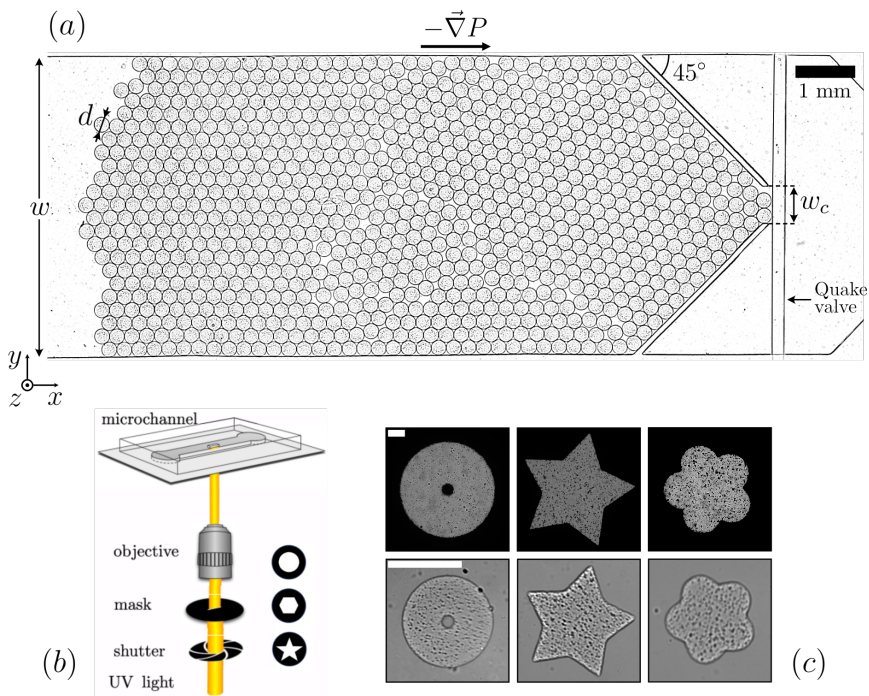 (a)
−∇⃗P
45°
1 mm
d
w
w_c
Quake
valve
y
z
x
microchannel
objective
mask
shutter
UV light
(b)
(c)